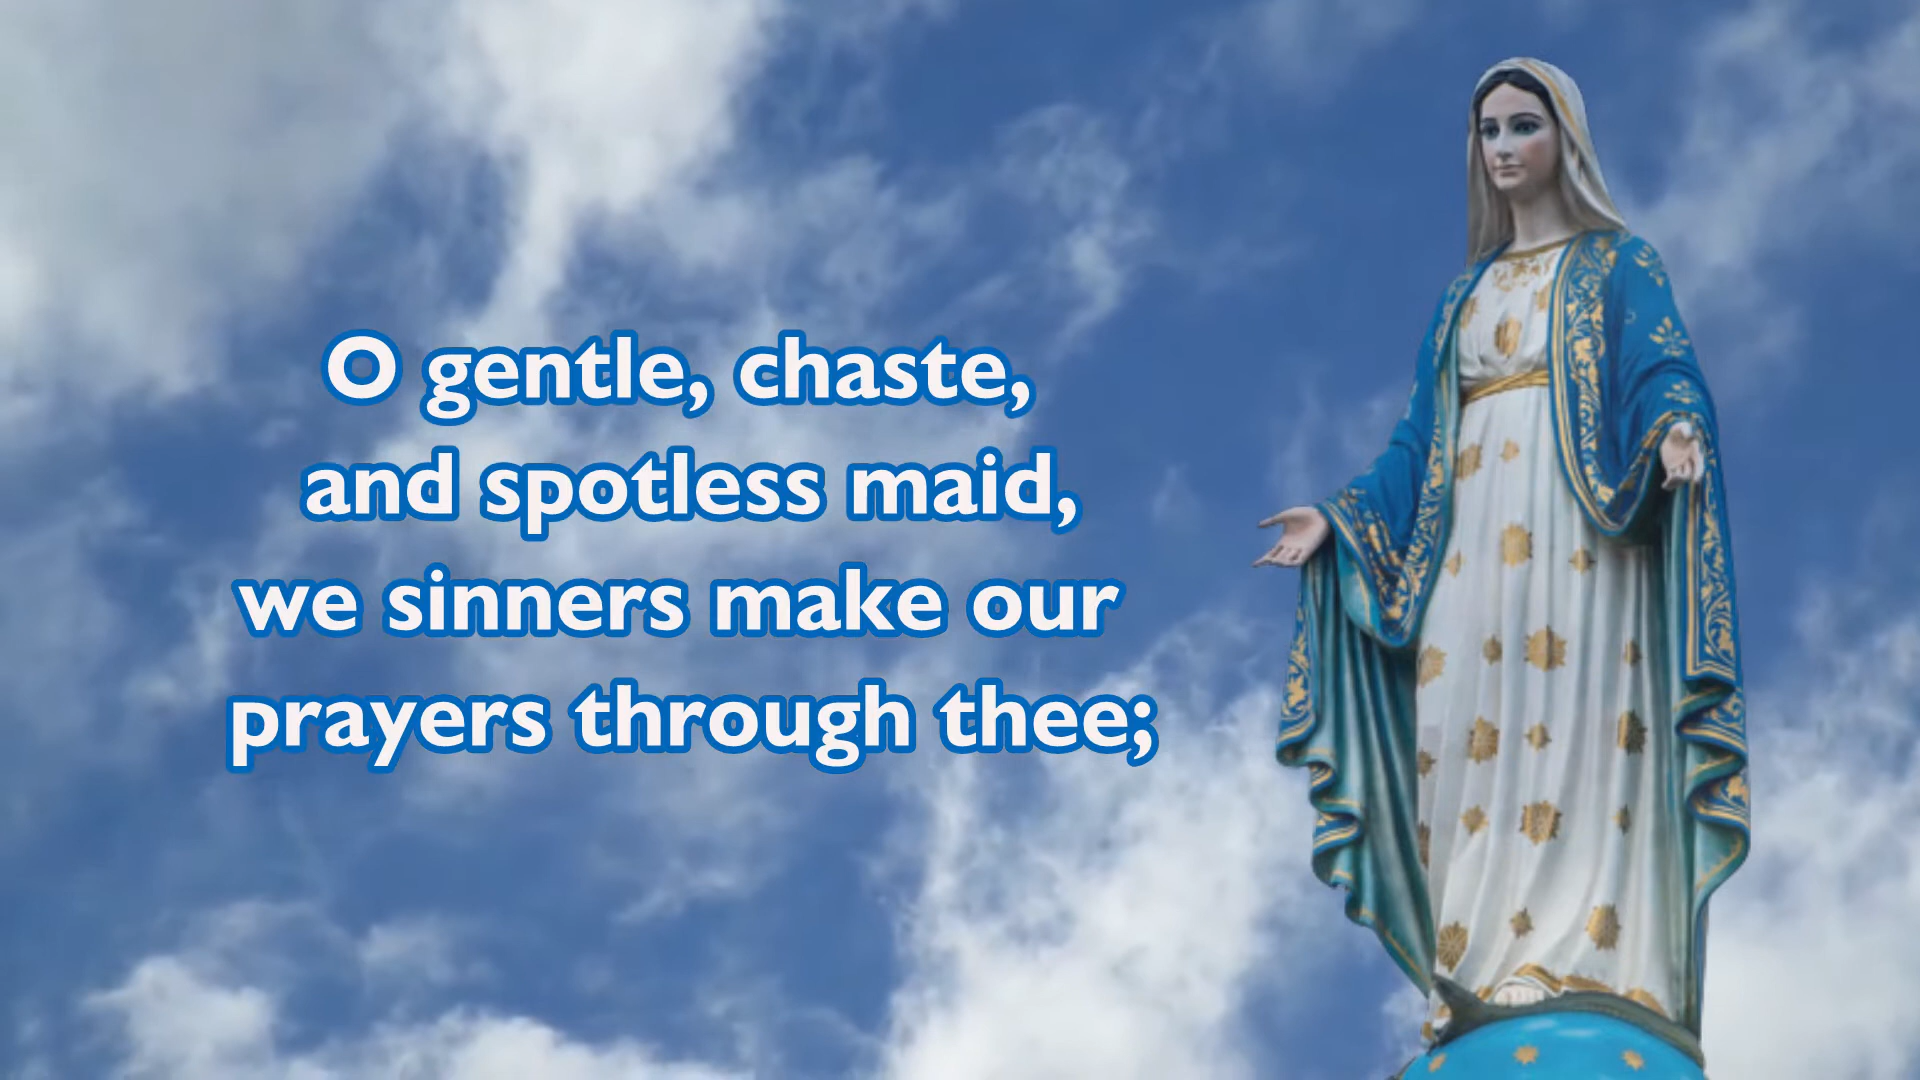 O gentle, chaste,
and spotless maid,
we sinners make our
prayers through thee;